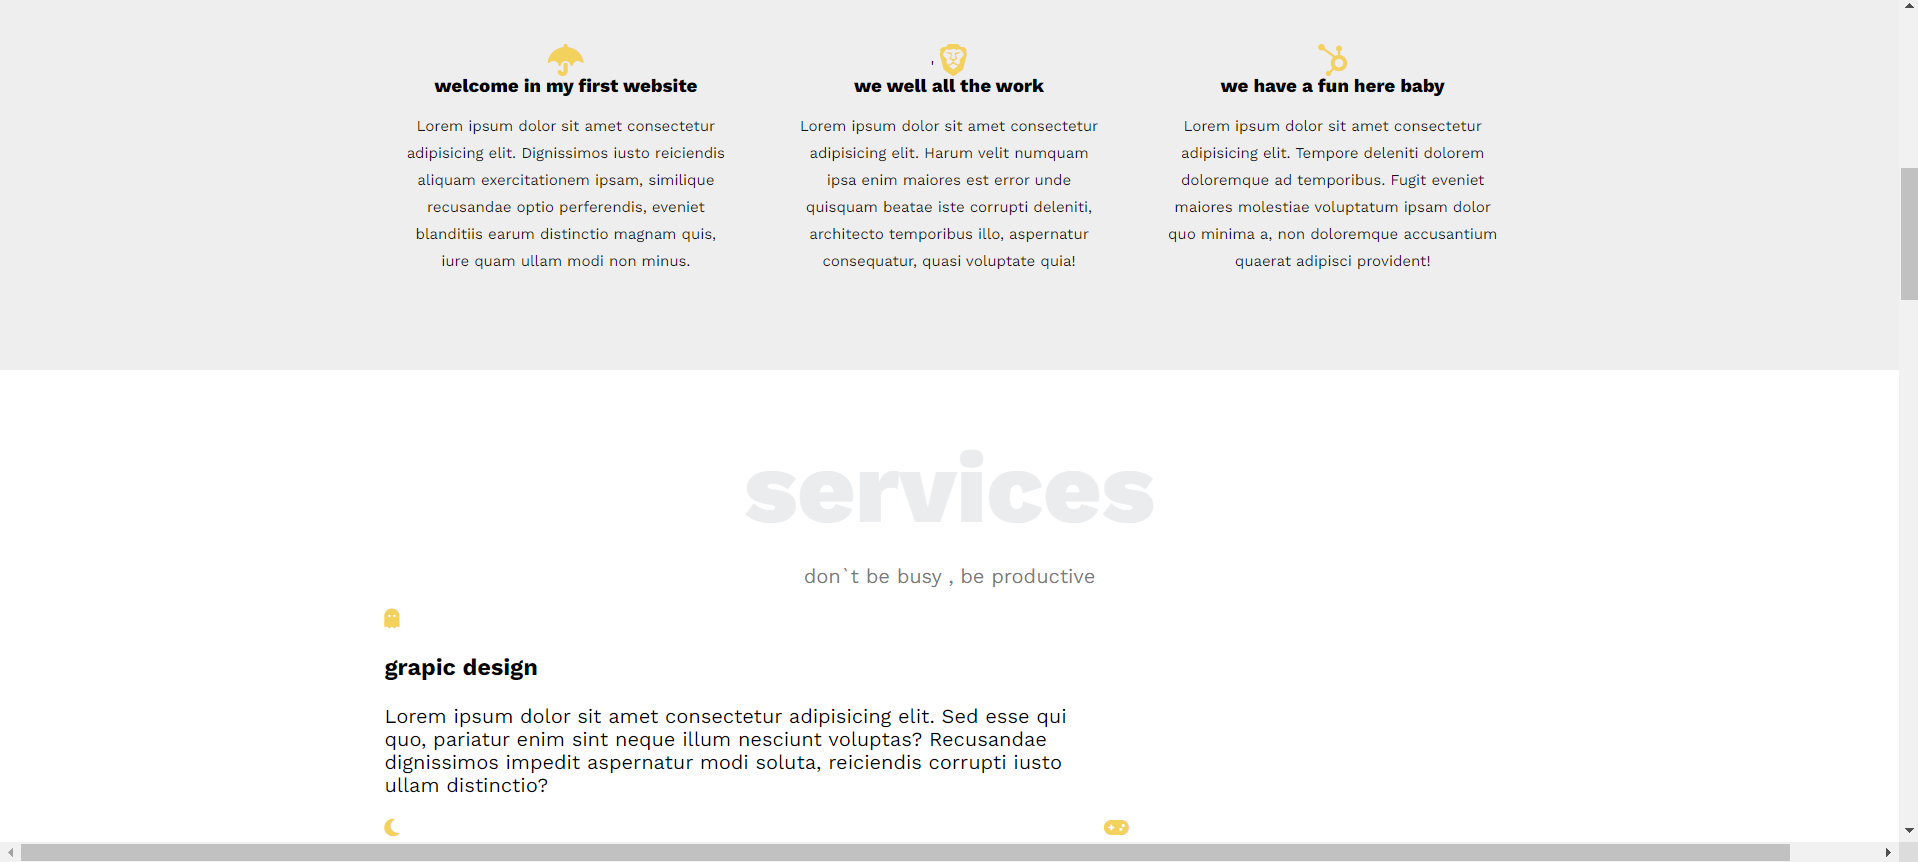 '
welcome in my first website
Lorem ipsum dolor sit amet consectetur
adipisicing elit. Dignissimos iusto reiciendis
aliquam exercitationem ipsam, similique
recusandae optio perferendis, eveniet
blanditiis earum distinctio magnam quis,
iure quam ullam modi non minus.
we well all the work
Lorem ipsum dolor sit amet consectetur
adipisicing elit. Harum velit numquam
ipsa enim maiores est error unde
quisquam beatae iste corrupti deleniti,
architecto temporibus illo, aspernatur
consequatur, quasi voluptate quia!
we have a fun here baby
Lorem ipsum dolor sit amet consectetur
adipisicing elit. Tempore deleniti dolorem
doloremque ad temporibus. Fugit eveniet
maiores molestiae voluptatum ipsam dolor
quo minima a, non doloremque accusantium
quaerat adipisci provident!
services
don`t be busy , be productive
grapic design
Lorem ipsum dolor sit amet consectetur adipisicing elit. Sed esse qui
quo, pariatur enim sint neque illum nesciunt voluptas? Recusandae
dignissimos impedit aspernatur modi soluta, reiciendis corrupti iusto
ullam distinctio?